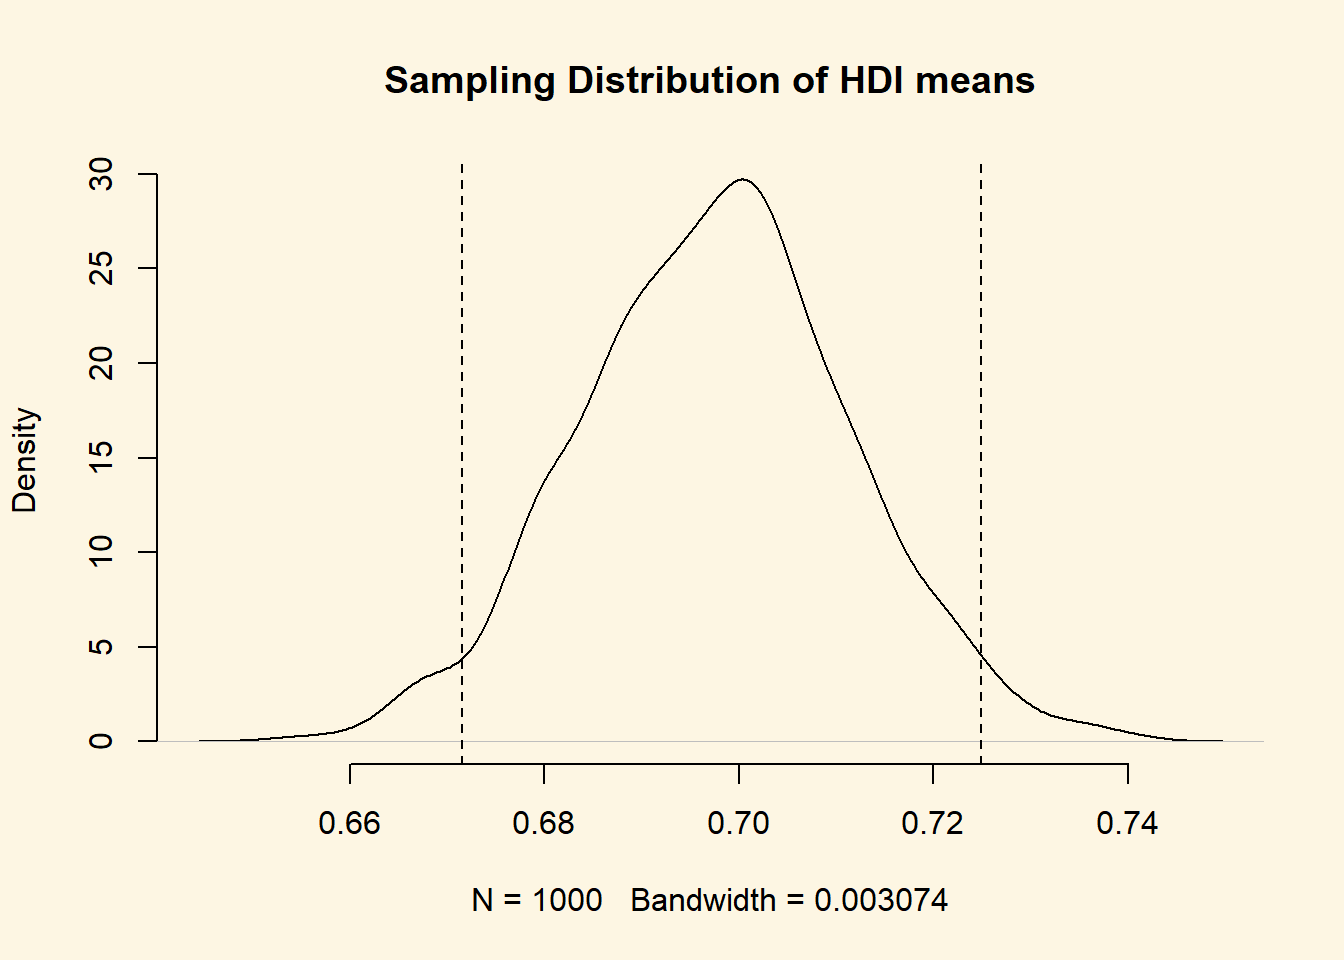 Sampling Distribution of HDI means
Density
30
25
20
15
10
5
0
0.66 0.68 0.70 0.72 0.74
N = 1000 Bandwidth = 0.003074